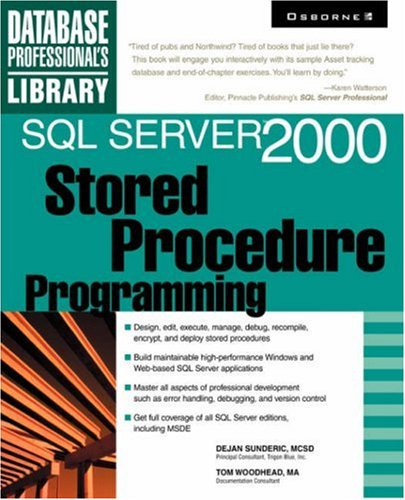 DATABASE
PROFESSIONAL'S
LIBRARY
OSBORNE
"Tired of pubs and Northwind? Tired of books that just lie there?
This book will engage you interactively with its sample Asset tracking
database and end-of-chapter exercises. You'll learn by doing."
—Karen Watterson
Editor, Pinnacle Publishing's SQL Server Professional
SQL SERVER™2000
Stored
Procedure
Programming
Design, edit, execute, manage, debug, recompile,
encrypt, and deploy stored procedures
Build maintainable high-performance Windows and
Web-based SQL Server applications
Master all aspects of professional development
such as error handling, debugging, and version control
Get full coverage of all SQL Server editions,
including MSDE
DEJAN SUNDERIC, MCSD
Principal Consultant, Trigon Blue, Inc.
TOM WOODHEAD, MA
Documentation Consultant